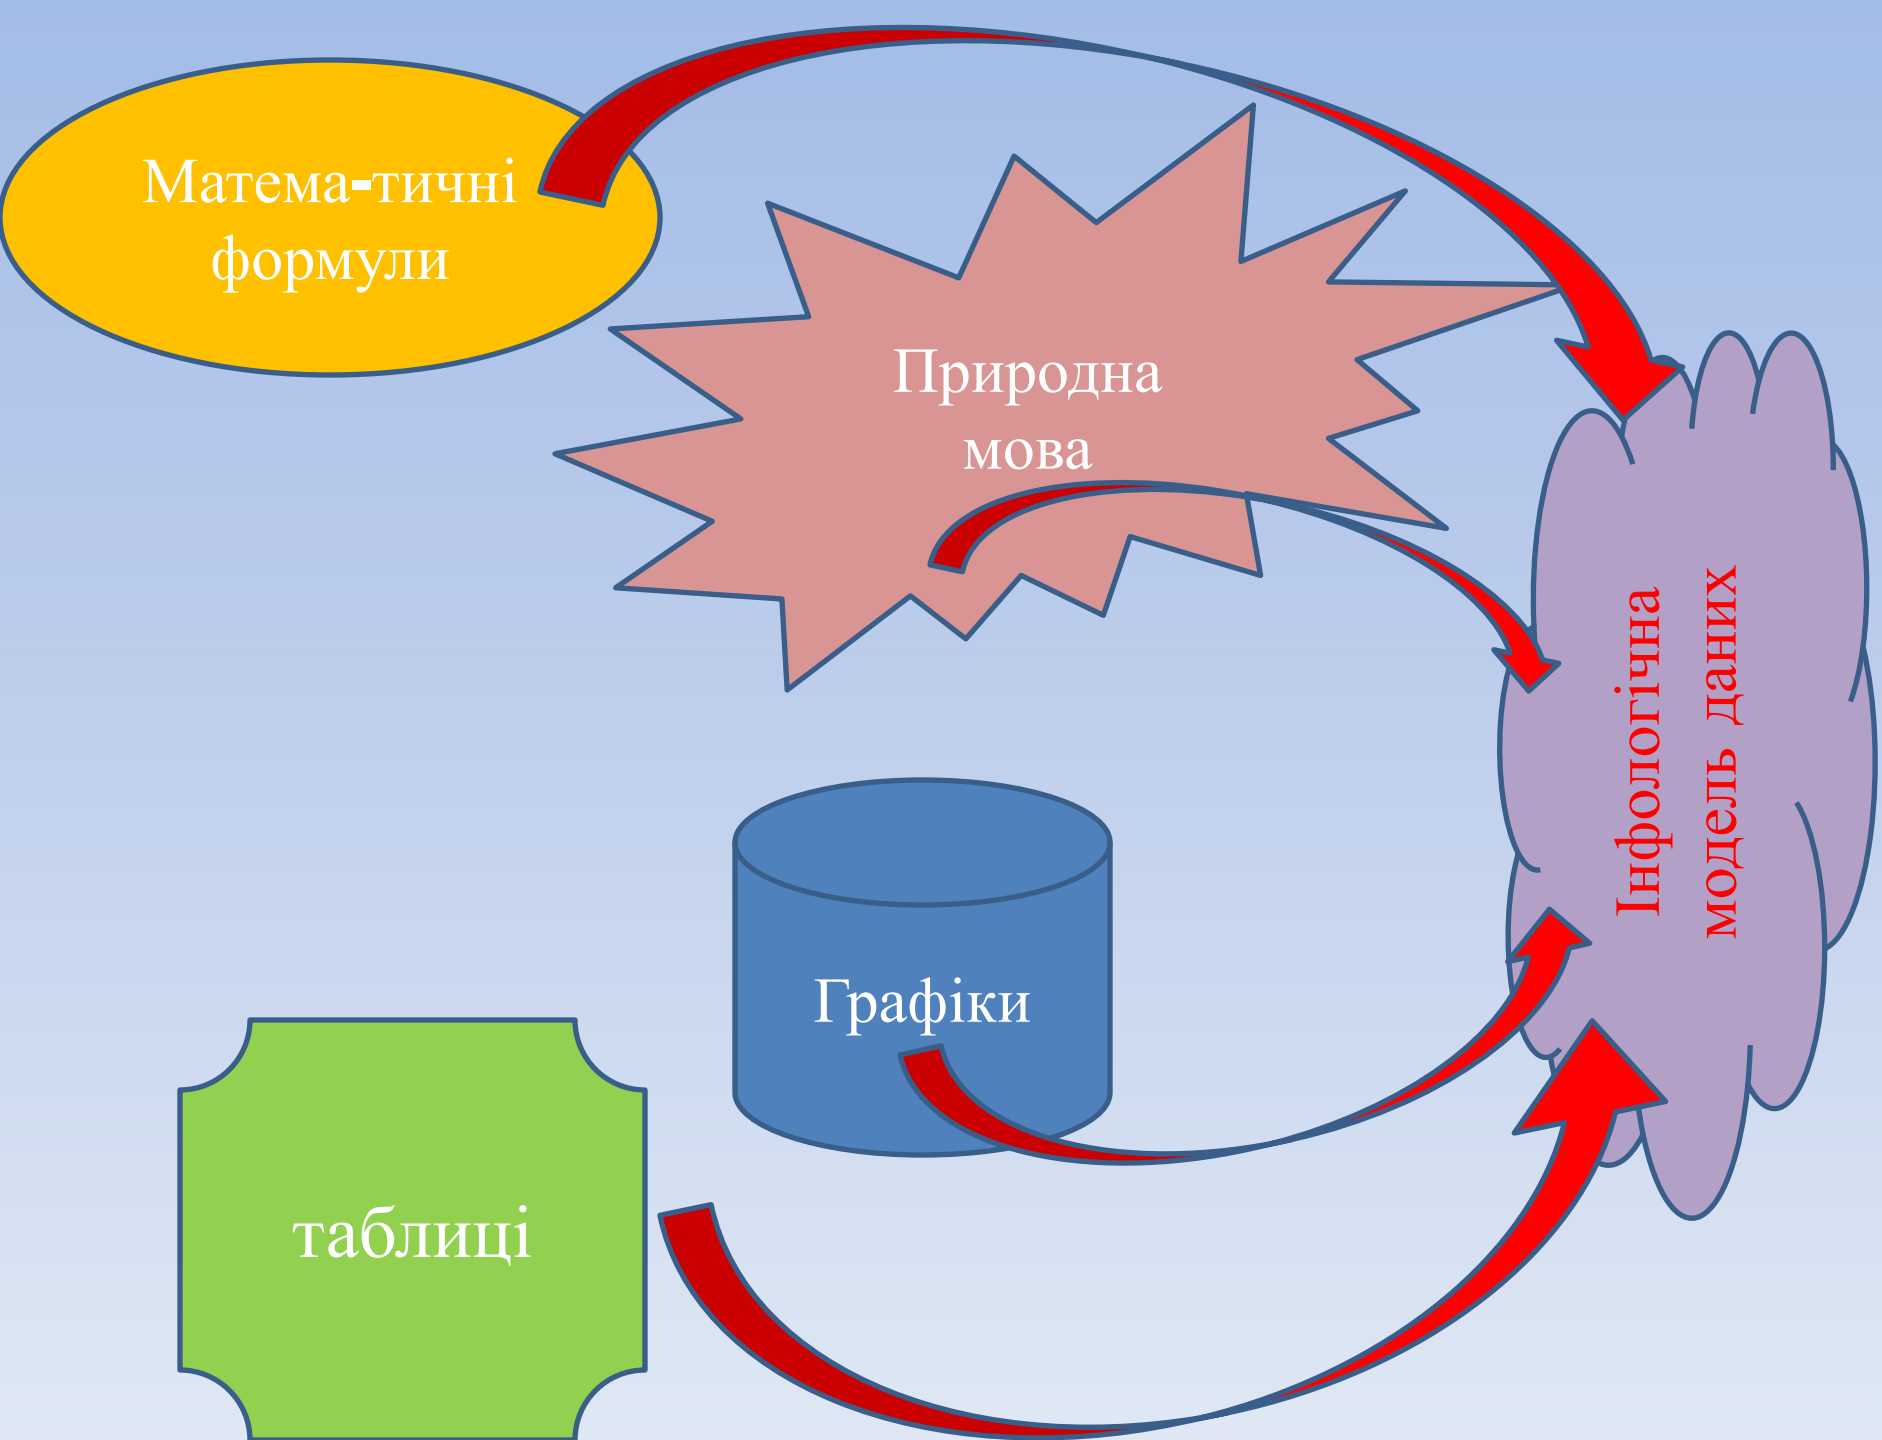 Матема-тичні
формули
Природна
мова
Графіки
таблиці
Інфологічна
модель даних